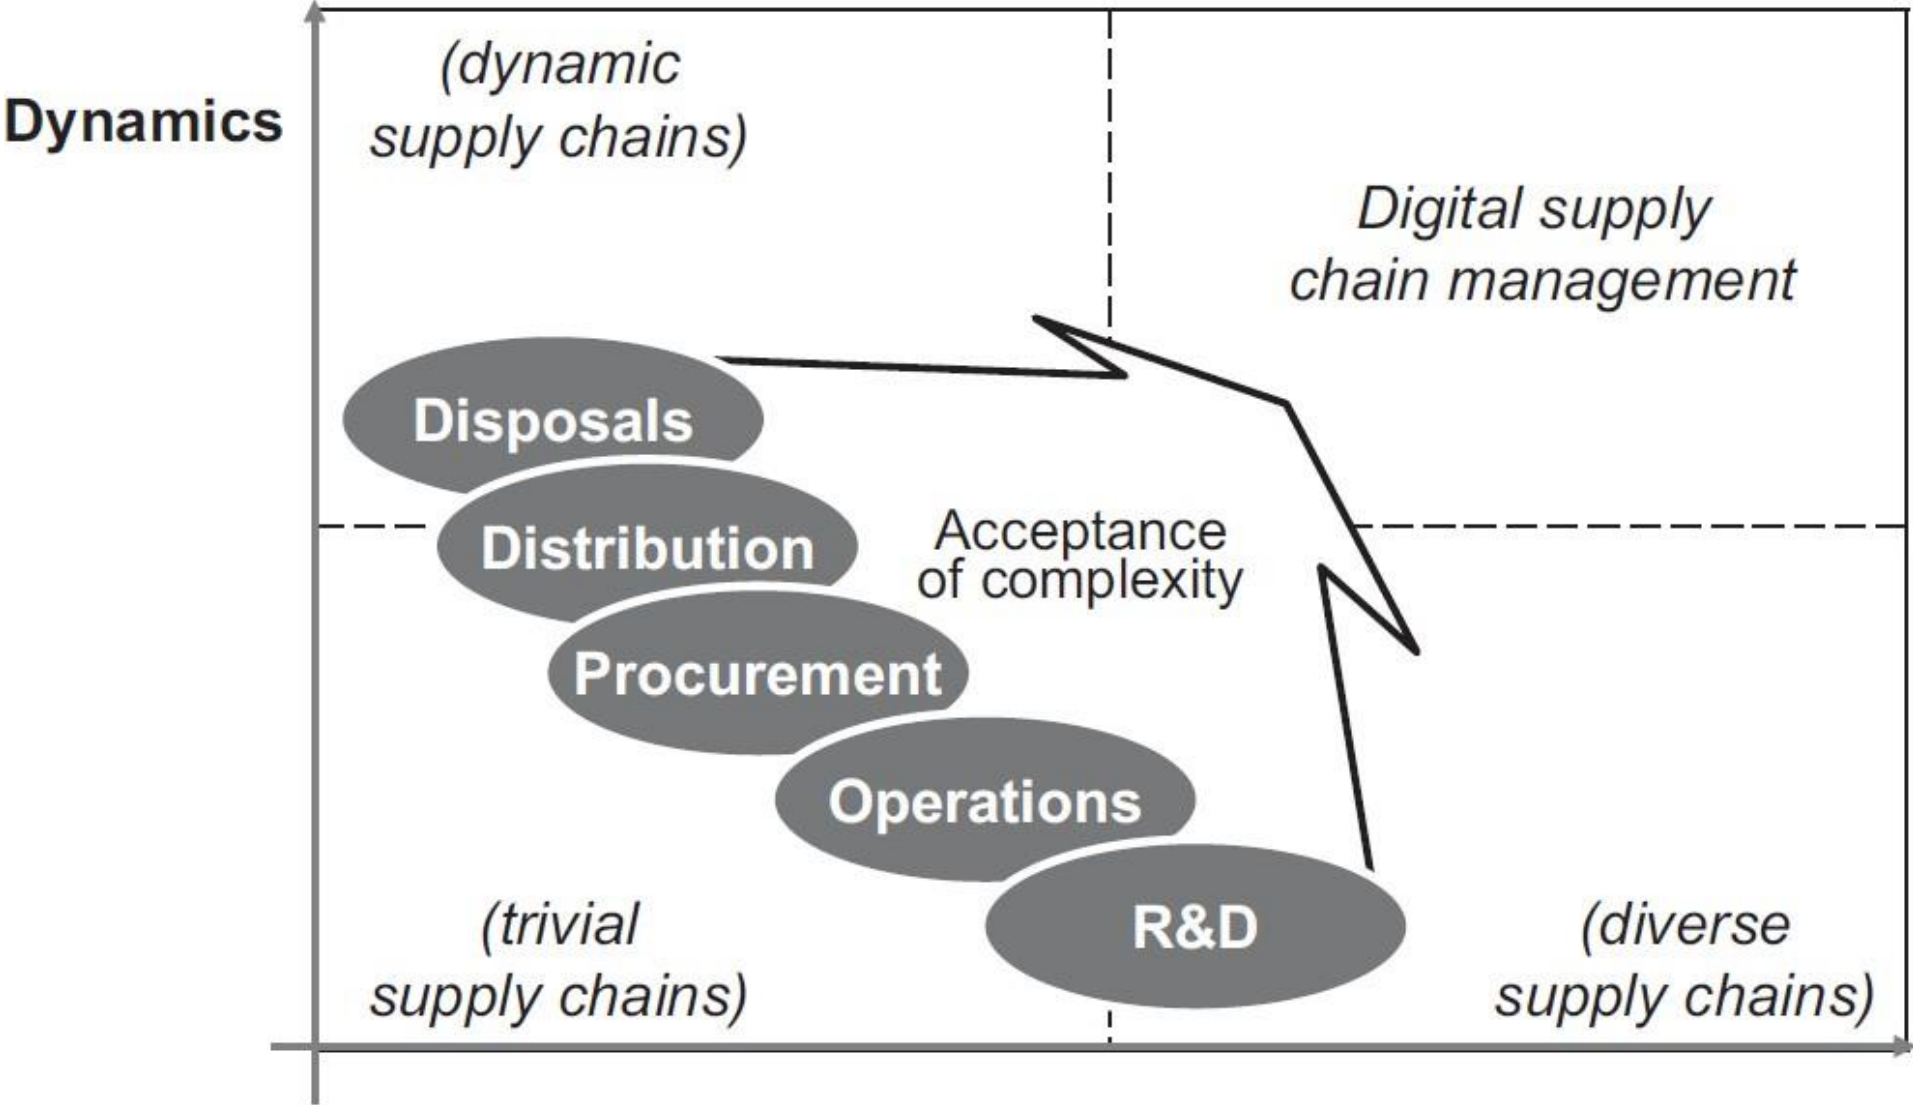 (dynamic
supply chains)
Dynamics
Digital supply
chain management
Disposals
Distribution
Acceptance
of complexity
Procurement
Operations
R&D
(trivial
supply chains)
(diverse
supply chains)